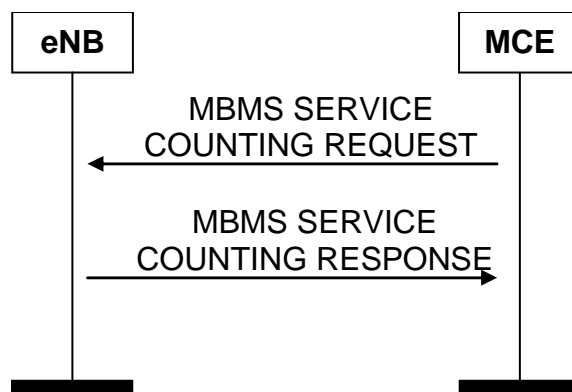 eNB
MCE
MBMS SERVICE
COUNTING REQUEST
MBMS SERVICE
COUNTING RESPONSE